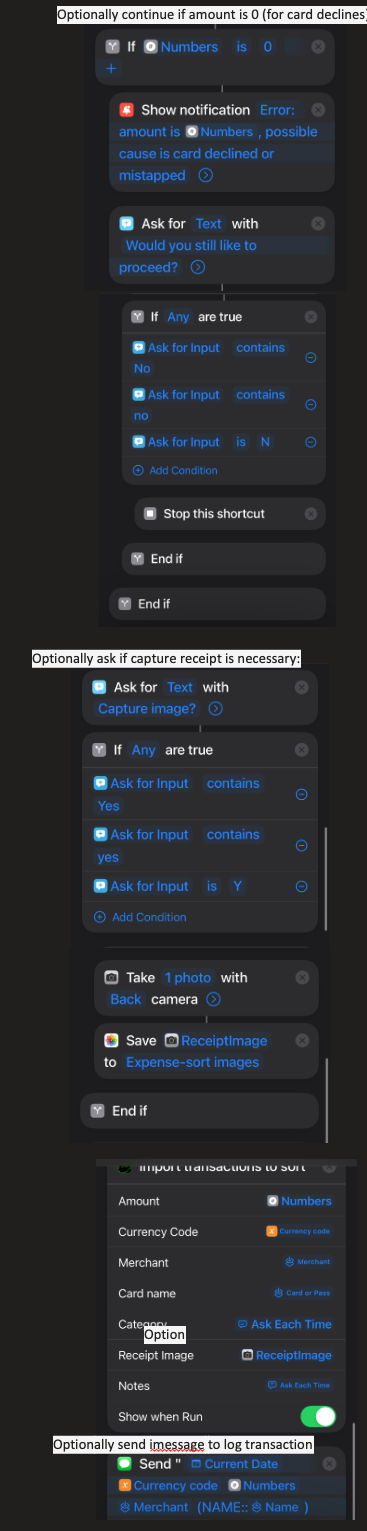 Optionally continue if amount is 0 (for card declines)
If Numbers is 0
+
Show notification Error:
amount is Numbers , possible
cause is card declined or
mistapped
Ask for Text with
Would you still like to
proceed?
If Any are true
Ask for Input contains
No
Ask for Input contains
no
Ask for Input is N
Add Condition
Stop this shortcut
End if
End if
Optionally ask if capture receipt is necessary:
Ask for Text with
Capture image?
If Any are true
Ask for Input contains
Yes
Ask for Input contains
yes
Ask for Input is Y
Add Condition
Take 1 photo with
Back camera
Save ReceiptImage
to Expense-sort images
End if
Import transactions to sort
Amount Numbers
Currency Code Currency code
Merchant Merchant
Card name Card or Pass
Category Ask Each Time
Option
Receipt Image ReceiptImage
Notes Ask Each Time
Show when Run
Optionally send imessage to log transaction
Send " Current Date
Currency code Numbers
Merchant (NAME:: Name )